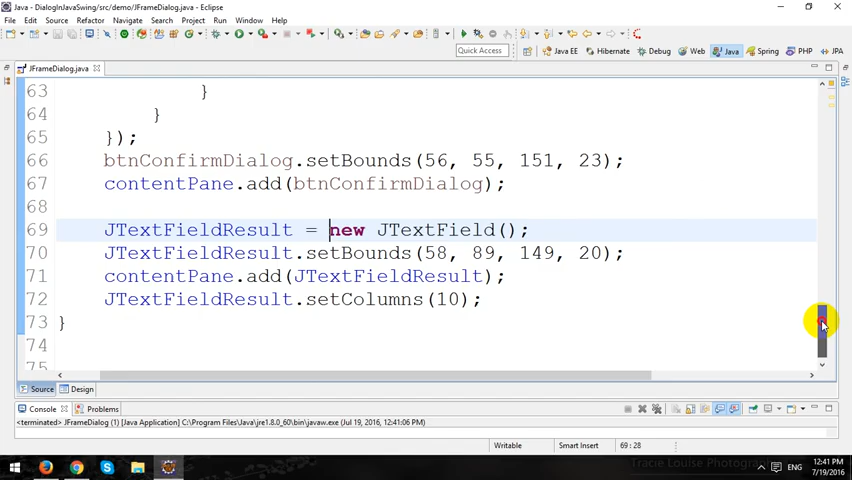 Java - DialogInJavaSwing/src/demo/JFrameDialog.java - Eclipse
File Edit Source Refactor Navigate Search Project Run Window Help
Quick Access Java EE Hibernate Debug Web Java Spring PHP JPA
JFrameDialog.java
63 }
64 }
65 });
66 btnConfirmDialog.setBounds(56, 55, 151, 23);
67 contentPane.add(btnConfirmDialog);
68
69 JTextFieldResult = new JTextField();
70 JTextFieldResult.setBounds(58, 89, 149, 20);
71 contentPane.add(JTextFieldResult);
72 JTextFieldResult.setColumns(10);
73 }
74
75
Source Design
Console Problems
<terminated> JFrameDialog (1) [Java Application] C:\Program Files\Java\jre1.8.0_60\bin\javaw.exe (Jul 19, 2016, 12:41:06 PM)
Writable Smart Insert 69 : 28
Tracie Louise Photography
ENG
12:41 PM
7/19/2016